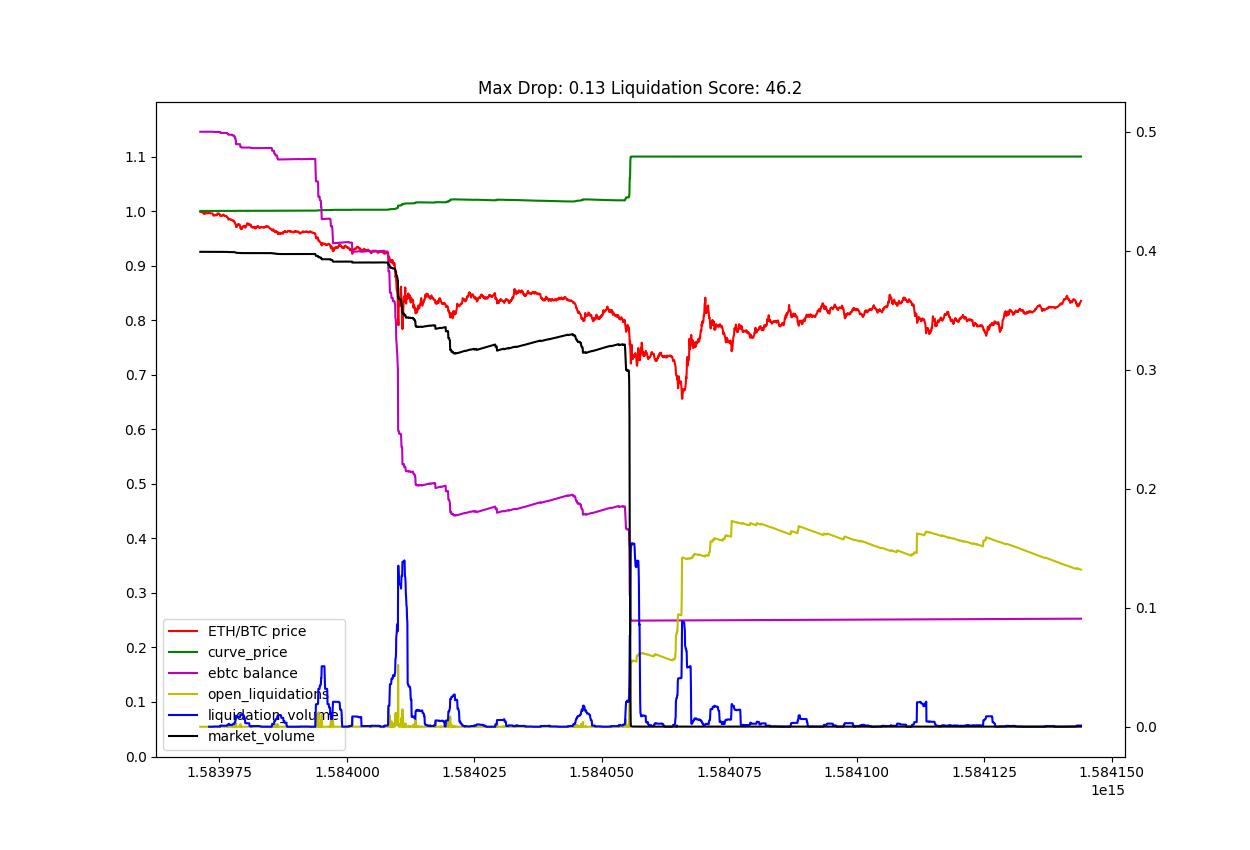 Max Drop: 0.13 Liquidation Score: 46.2
1.1
1.0
0.9
0.8
0.7
0.6
0.5
0.4
0.3
0.2
0.1
0.0
0.5
0.4
0.3
0.2
0.1
0.0
ETH/BTC price
curve_price
ebtc balance
open_liquidations
liquidation_volume
market_volume
1.583975 1.584000 1.584025 1.584050 1.584075 1.584100 1.584125 1.584150
1e15